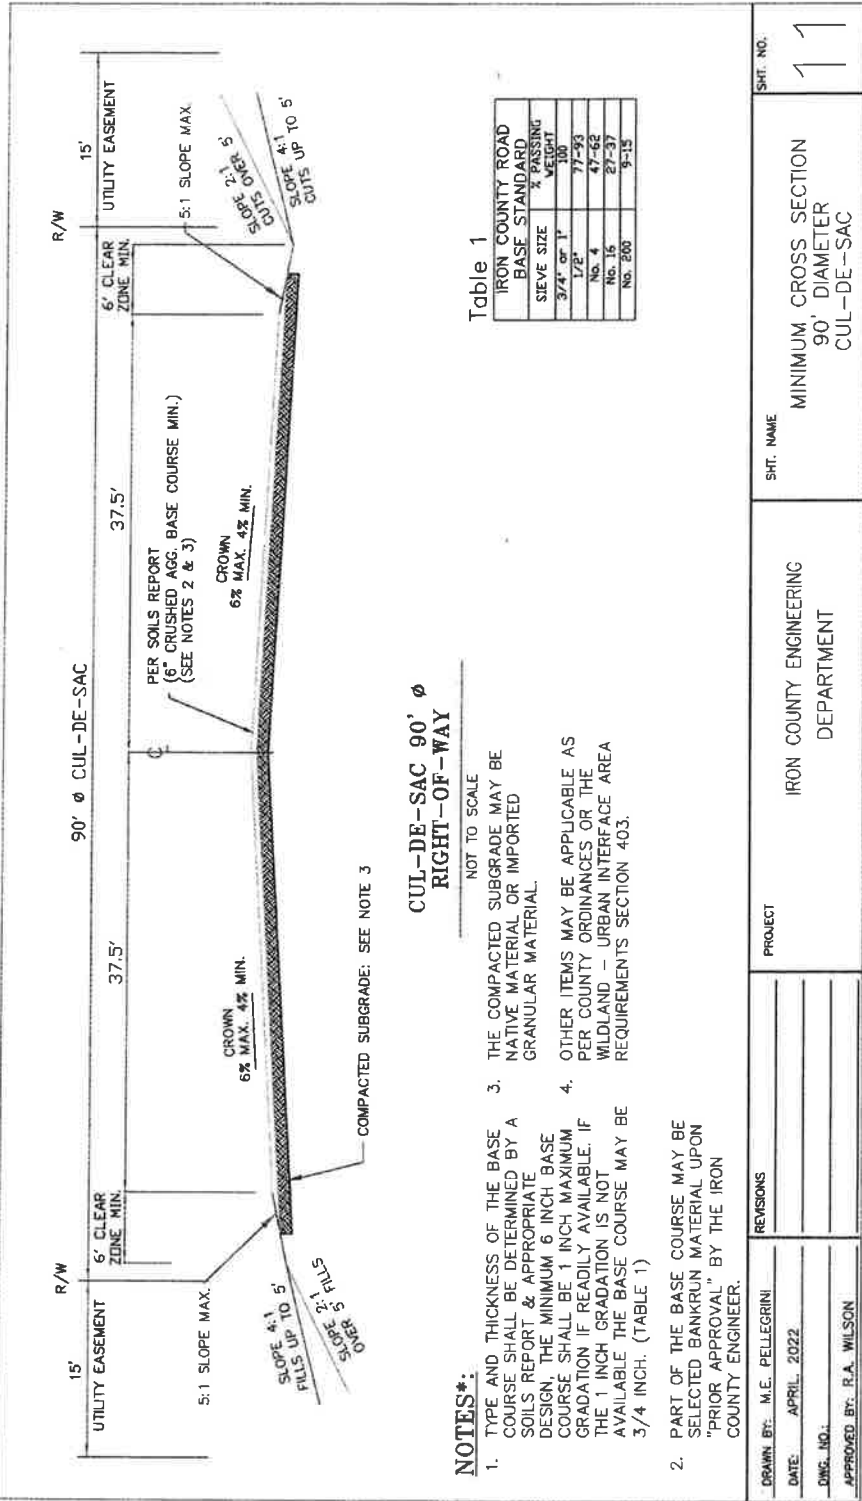 90' ø CUL-DE-SAC
15'
UTILITY EASEMENT
R/W
6' CLEAR
ZONE MIN.
37.5'
37.5'
6' CLEAR
ZONE MIN.
R/W
15'
UTILITY EASEMENT
5:1 SLOPE MAX.
SLOPE 4:1
FILLS UP TO 5'
SLOPE 2:1
OVER 5' FILLS
CROWN
6% MAX. 4% MIN.
℄
PER SOILS REPORT
(6" CRUSHED AGG. BASE COURSE MIN.)
(SEE NOTES 2 & 3)
CROWN
6% MAX. 4% MIN.
5:1 SLOPE MAX.
SLOPE 2:1
CUTS OVER 5'
SLOPE 4:1
CUTS UP TO 5'
COMPACTED SUBGRADE: SEE NOTE 3
CUL-DE-SAC 90' ø
RIGHT-OF-WAY
NOT TO SCALE
NOTES*:
1. TYPE AND THICKNESS OF THE BASE
COURSE SHALL BE DETERMINED BY A
SOILS REPORT & APPROPRIATE
DESIGN, THE MINIMUM 6 INCH BASE
COURSE SHALL BE 1 INCH MAXIMUM
GRADATION IF READILY AVAILABLE. IF
THE 1 INCH GRADATION IS NOT
AVAILABLE THE BASE COURSE MAY BE
3/4 INCH. (TABLE 1)
2. PART OF THE BASE COURSE MAY BE
SELECTED BANKRUN MATERIAL UPON
"PRIOR APPROVAL" BY THE IRON
COUNTY ENGINEER.
3. THE COMPACTED SUBGRADE MAY BE
NATIVE MATERIAL OR IMPORTED
GRANULAR MATERIAL.
4. OTHER ITEMS MAY BE APPLICABLE AS
PER COUNTY ORDINANCES OR THE
WILDLAND – URBAN INTERFACE AREA
REQUIREMENTS SECTION 403.
Table 1
IRON COUNTY ROAD
BASE STANDARD
SIEVE SIZE % PASSING WEIGHT
3/4" or 1" 100
1/2" 77-93
No. 4 47-62
No. 16 27-37
No. 200 9-15
DRAWN BY: M.E. PELLEGRINI
DATE: APRIL, 2022
DWG. NO.:
APPROVED BY: R.A. WILSON
REVISIONS
PROJECT
IRON COUNTY ENGINEERING
DEPARTMENT
SHT. NAME
MINIMUM CROSS SECTION
90' DIAMETER
CUL-DE-SAC
SHT. NO.
11